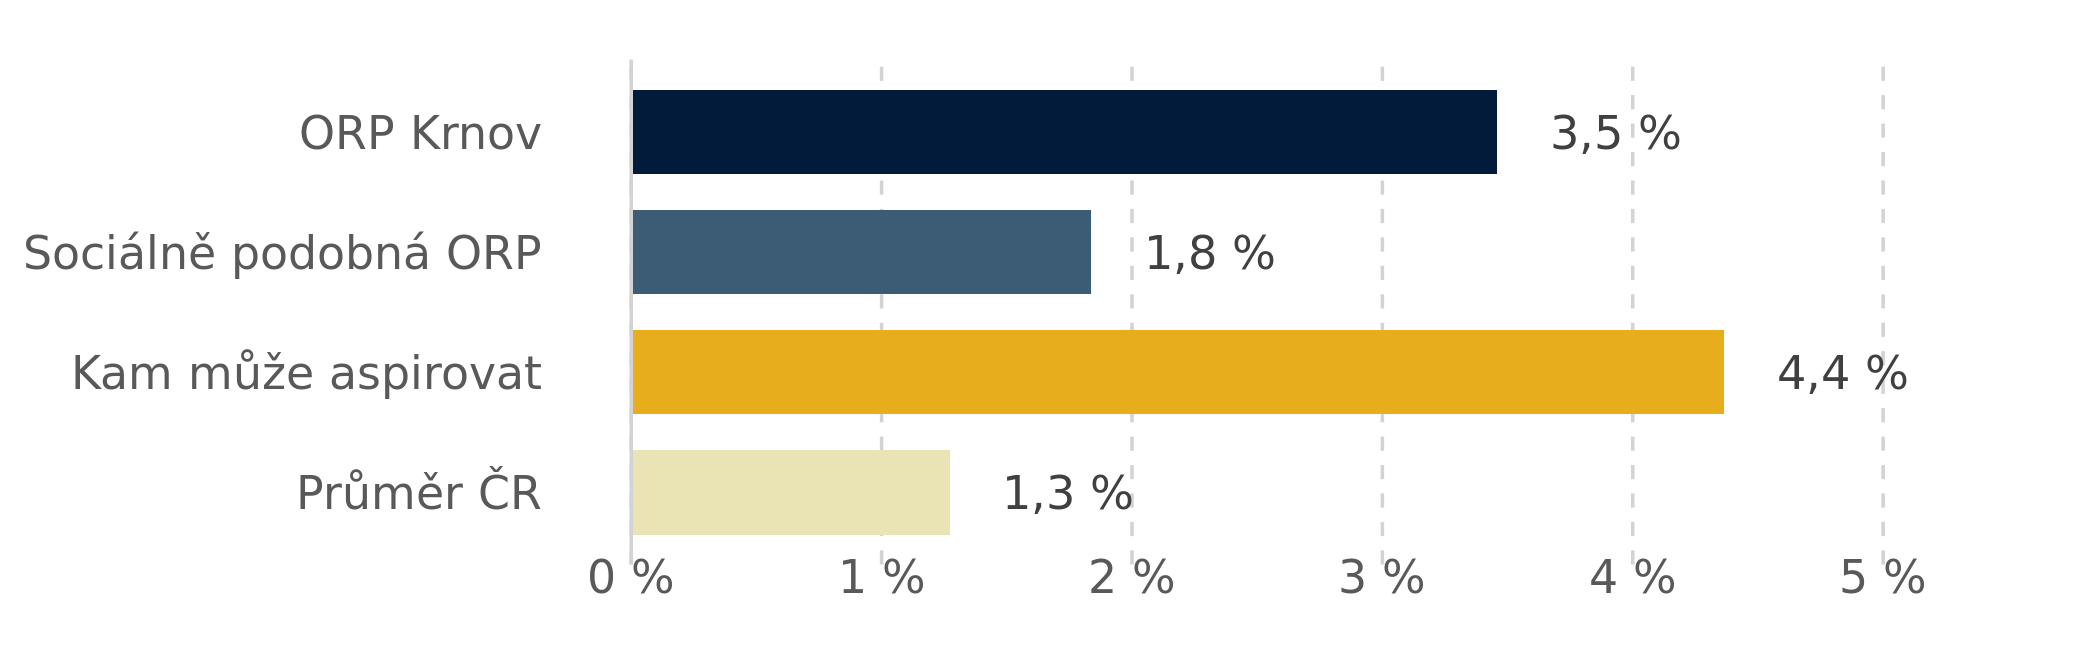 ORP Krnov 3,5 %
Sociálně podobná ORP 1,8 %
Kam může aspirovat 4,4 %
Průměr ČR 1,3 %
0 % 1 % 2 % 3 % 4 % 5 %